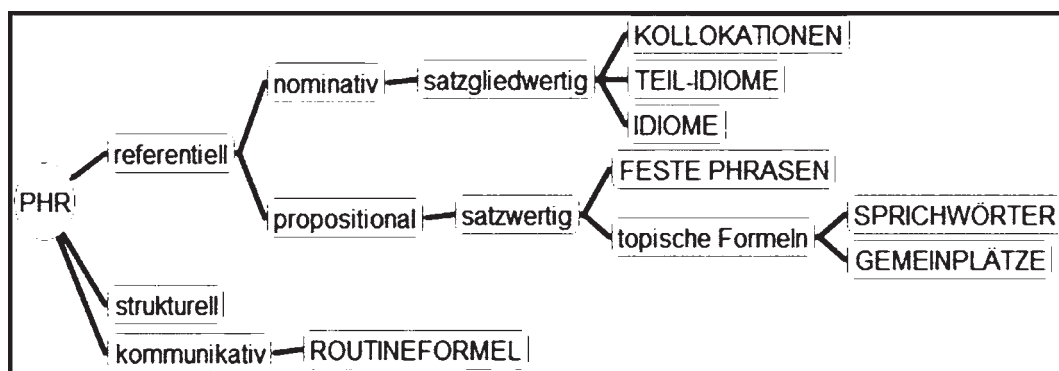 KOLLOKATIONEN
nominativ
satzgliedwertig
TEIL-IDIOME
IDIOME
referentiell
FESTE PHRASEN
PHR
propositional
satzwertig
SPRICHWÖRTER
topische Formeln
GEMEINPLÄTZE
strukturell
kommunikativ
ROUTINEFORMEL